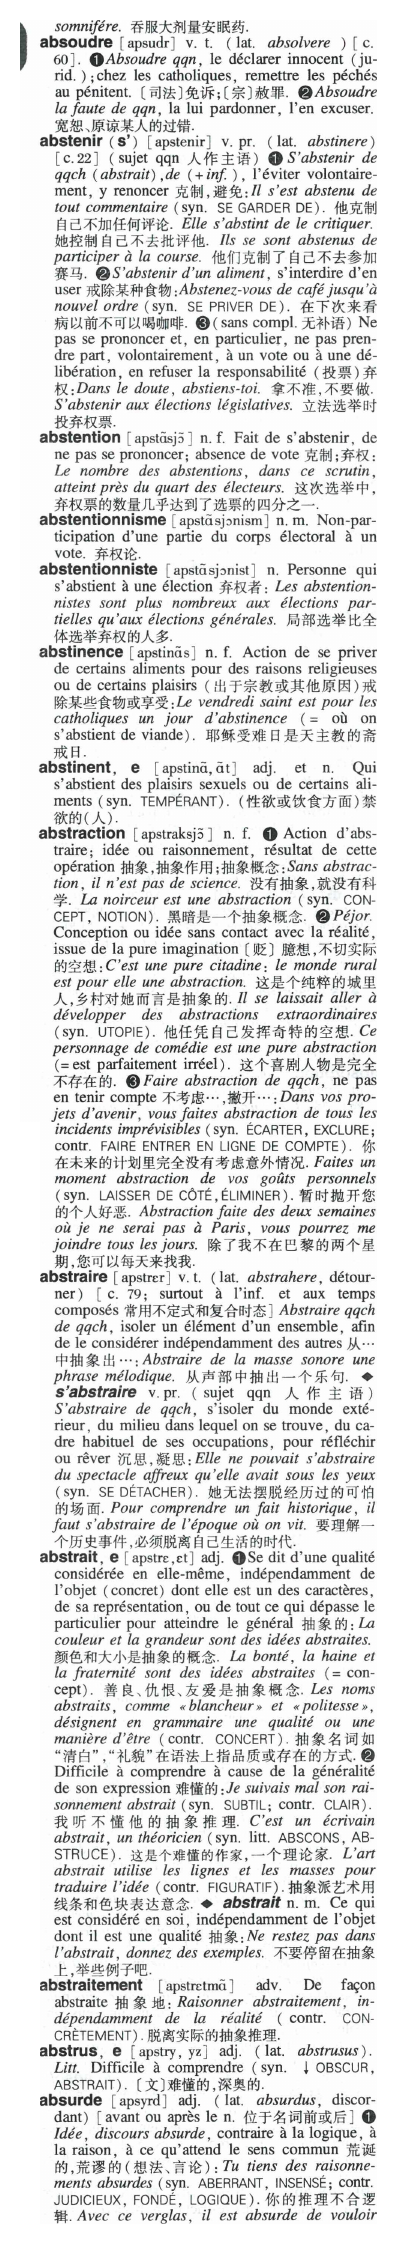 somnifére. 吞服大剂量安眠药.
absoudre [apsudr] v. t. (lat. absolvere) [c.
60]. ❶Absoudre qqn, le déclarer innocent (ju-
rid.); chez les catholiques, remettre les péchés
au pénitent. [司法]免诉;[宗]赦罪. ❷Absoudre
la faute de qqn, la lui pardonner, l'en excuser.
宽恕、原谅某人的过错.
abstenir (s') [apstenir] v. pr. (lat. abstinere)
[c. 22] (sujet qqn 人作主语) ❶ S'abstenir de
qqch (abstrait), de (+inf.), l'éviter volontaire-
ment, y renoncer 克制,避免:Il s'est abstenu de
tout commentaire (syn. SE GARDER DE). 他克制
自己不加任何评论. Elle s'abstint de le critiquer.
她控制自己不去批评他. Ils se sont abstenus de
participer à la course. 他们克制了自己不去参加
赛马. ❷S'abstenir d'un aliment, s'interdire d'en
user 戒除某种食物:Abstenez-vous de café jusqu'à
nouvel ordre (syn. SE PRIVER DE). 在下次来看
病以前不可以喝咖啡. ❸(sans compl. 无补语) Ne
pas se prononcer et, en particulier, ne pas pren-
dre part, volontairement, à un vote ou à une dé-
libération, en refuser la responsabilité (投票)弃
权:Dans le doute, abstiens-toi. 拿不准,不要做.
S'abstenir aux élections législatives. 立法选举时
投弃权票.
abstention [apstɑ̃sjɔ̃] n. f. Fait de s'abstenir, de
ne pas se prononcer; absence de vote 克制;弃权:
Le nombre des abstentions, dans ce scrutin,
atteint près du quart des électeurs. 这次选举中,
弃权票的数量几乎达到了选票的四分之一.
abstentionnisme [apstɑ̃sjɔnism] n. m. Non-par-
ticipation d'une partie du corps électoral à un
vote. 弃权论.
abstentionniste [apstɑ̃sjɔnist] n. Personne qui
s'abstient à une élection 弃权者: Les abstention-
nistes sont plus nombreux aux élections par-
tielles qu'aux élections générales. 局部选举比全
体选举弃权的人多.
abstinence [apstinɑ̃s] n. f. Action de se priver
de certains aliments pour des raisons religieuses
ou de certains plaisirs (出于宗教或其他原因)戒
除某些食物或享受:Le vendredi saint est pour les
catholiques un jour d'abstinence (= où on
s'abstient de viande). 耶稣受难日是天主教的斋
戒日.
abstinent, e [apstinɑ̃, ɑ̃t] adj. et n. Qui
s'abstient des plaisirs sexuels ou de certains ali-
ments (syn. TEMPÉRANT). (性欲或饮食方面)禁
欲的(人).
abstraction [apstraksjɔ̃] n. f. ❶ Action d'abs-
traire; idée ou raisonnement, résultat de cette
opération 抽象,抽象作用;抽象概念:Sans abstrac-
tion, il n'est pas de science. 没有抽象,就没有科
学. La noirceur est une abstraction (syn. CON-
CEPT, NOTION). 黑暗是一个抽象概念. ❷Péjor.
Conception ou idée sans contact avec la réalité,
issue de la pure imagination [贬] 臆想,不切实际
的空想:C'est une pure citadine; le monde rural
est pour elle une abstraction. 这是个纯粹的城里
人,乡村对她而言是抽象的. Il se laissait aller à
développer des abstractions extraordinaires
(syn. UTOPIE). 他任凭自己发挥奇特的空想. Ce
personnage de comédie est une pure abstraction
(=est parfaitement irréel). 这个喜剧人物是完全
不存在的. ❸Faire abstraction de qqch, ne pas
en tenir compte 不考虑…,撇开…:Dans vos pro-
jets d'avenir, vous faites abstraction de tous les
incidents imprévisibles (syn. ÉCARTER, EXCLURE;
contr. FAIRE ENTRER EN LIGNE DE COMPTE). 你
在未来的计划里完全没有考虑意外情况. Faites un
moment abstraction de vos goûts personnels
(syn. LAISSER DE CÔTÉ,ÉLIMINER). 暂时抛开您
的个人好恶. Abstraction faite des deux semaines
où je ne serai pas à Paris, vous pourrez me
joindre tous les jours. 除了我不在巴黎的两个星
期,您可以每天来找我.
abstraire [apstrɛr] v. t. (lat. abstrahere, détour-
ner) [c. 79; surtout à l'inf. et aux temps
composés 常用不定式和复合时态] Abstraire qqch
de qqch, isoler un élément d'un ensemble, afin
de le considérer indépendamment des autres 从…
中抽象出…:Abstraire de la masse sonore une
phrase mélodique. 从声部中抽出一个乐句. ◆
s'abstraire v. pr. (sujet qqn 人作主语)
S'abstraire de qqch, s'isoler du monde exté-
rieur, du milieu dans lequel on se trouve, du ca-
dre habituel de ses occupations, pour réfléchir
ou rêver 沉思,凝思:Elle ne pouvait s'abstraire
du spectacle affreux qu'elle avait sous les yeux
(syn. SE DÉTACHER). 她无法摆脱经历过的可怕
的场面. Pour comprendre un fait historique, il
faut s'abstraire de l'époque où on vit. 要理解一
个历史事件,必须脱离自己生活的时代.
abstrait, e [apstrɛ,ɛt] adj. ❶Se dit d'une qualité
considérée en elle-même, indépendamment de
l'objet (concret) dont elle est un des caractères,
de sa représentation, ou de tout ce qui dépasse le
particulier pour atteindre le général 抽象的: La
couleur et la grandeur sont des idées abstraites.
颜色和大小是抽象的概念. La bonté, la haine et
la fraternité sont des idées abstraites (= con-
cept). 善良、仇恨、友爱是抽象概念. Les noms
abstraits, comme «blancheur» et «politesse»,
désignent en grammaire une qualité ou une
manière d'être (contr. CONCERT). 抽象名词如
“清白”,“礼貌”在语法上指品质或存在的方式. ❷
Difficile à comprendre à cause de la généralité
de son expression 难懂的:Je suivais mal son rai-
sonnement abstrait (syn. SUBTIL; contr. CLAIR).
我听不懂他的抽象推理. C'est un écrivain
abstrait, un théoricien (syn. litt. ABSCONS, AB-
STRUCE). 这是个难懂的作家,一个理论家. L'art
abstrait utilise les lignes et les masses pour
traduire l'idée (contr. FIGURATIF). 抽象派艺术用
线条和色块表达意念. ◆ abstrait n. m. Ce qui
est considéré en soi, indépendamment de l'objet
dont il est une qualité 抽象:Ne restez pas dans
l'abstrait, donnez des exemples. 不要停留在抽象
上,举些例子吧.
abstraitement [apstrɛtmɑ̃] adv. De façon
abstraite 抽象地: Raisonner abstraitement, in-
dépendamment de la réalité (contr. CON-
CRÈTEMENT). 脱离实际的抽象推理.
abstrus, e [apstry, yz] adj. (lat. abstrusus).
Litt. Difficile à comprendre (syn. ↓OBSCUR,
ABSTRAIT). [文]难懂的,深奥的.
absurde [apsyrd] adj. (lat. absurdus, discor-
dant) [avant ou après le n. 位于名词前或后] ❶
Idée, discours absurde, contraire à la logique, à
la raison, à ce qu'attend le sens commun 荒诞
的,荒谬的(想法、言论): Tu tiens des raisonne-
ments absurdes (syn. ABERRANT, INSENSÉ; contr.
JUDICIEUX, FONDÉ, LOGIQUE). 你的推理不合逻
辑. Avec ce verglas, il est absurde de vouloir